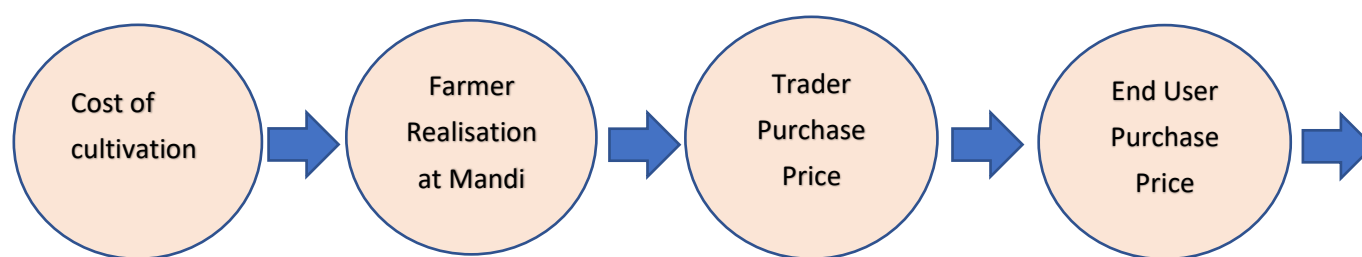 Cost of
cultivation
Farmer
Realisation
at Mandi
Trader
Purchase
Price
End User
Purchase
Price